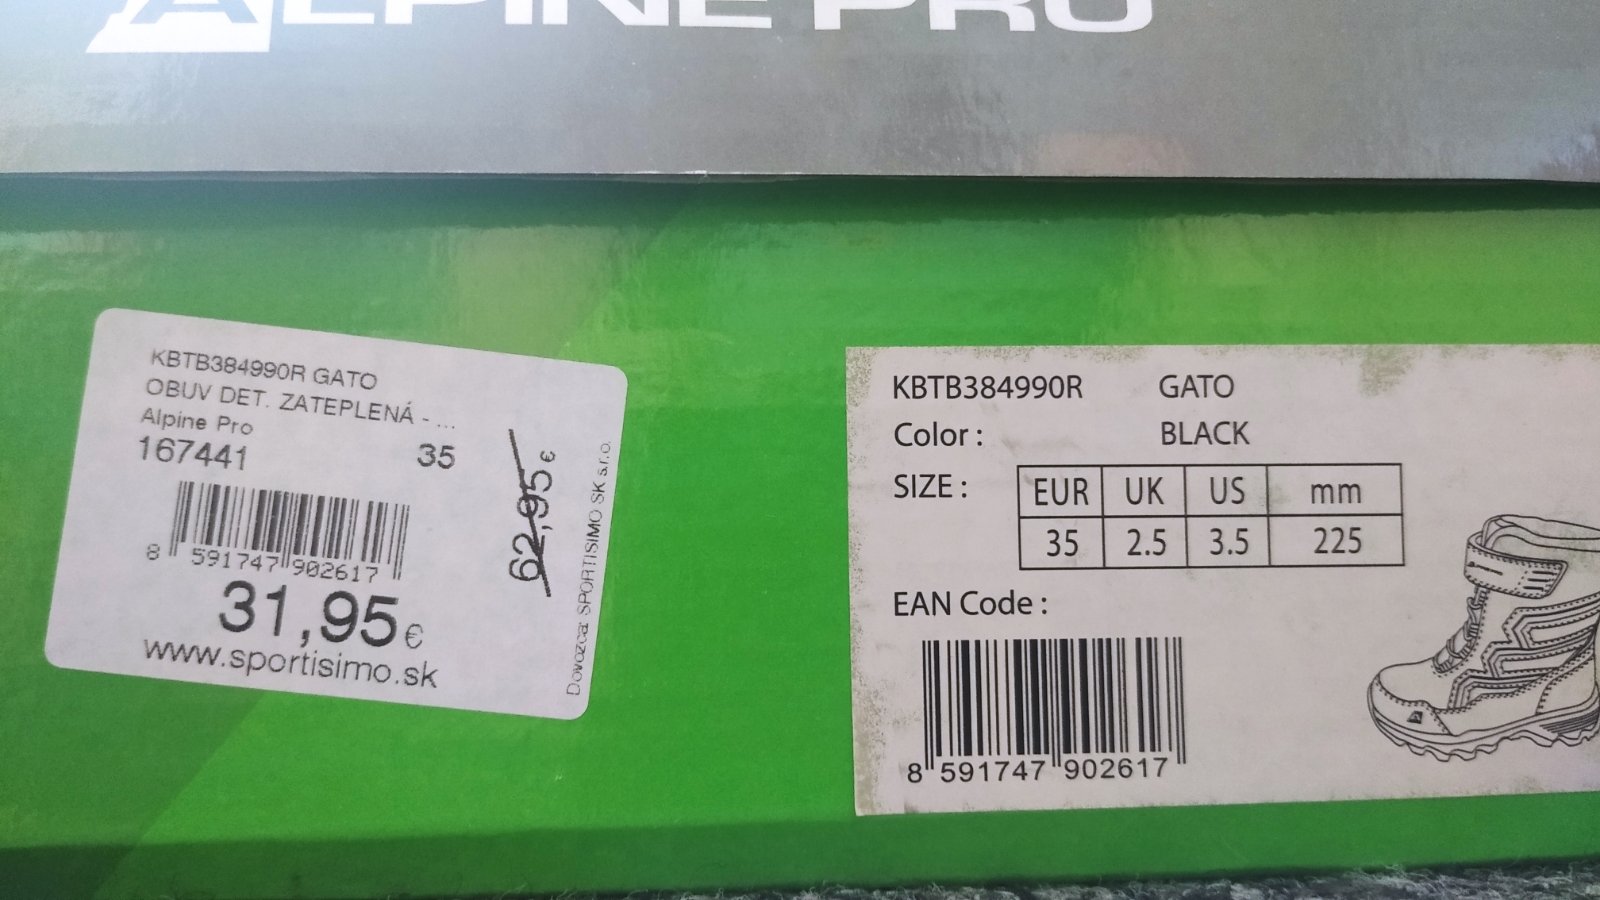 ALPINE PRO
KBTB384990R GATO
OBUV DET. ZATEPLENÁ - ...
Alpine Pro
167441 35
8 591747 902617
31,95€
www.sportisimo.sk
62,95€
Dovozca: SPORTISIMO SK s.r.o.
KBTB384990R GATO
Color : BLACK
SIZE : EUR UK US mm
35 2.5 3.5 225
EAN Code :
8 591747 902617